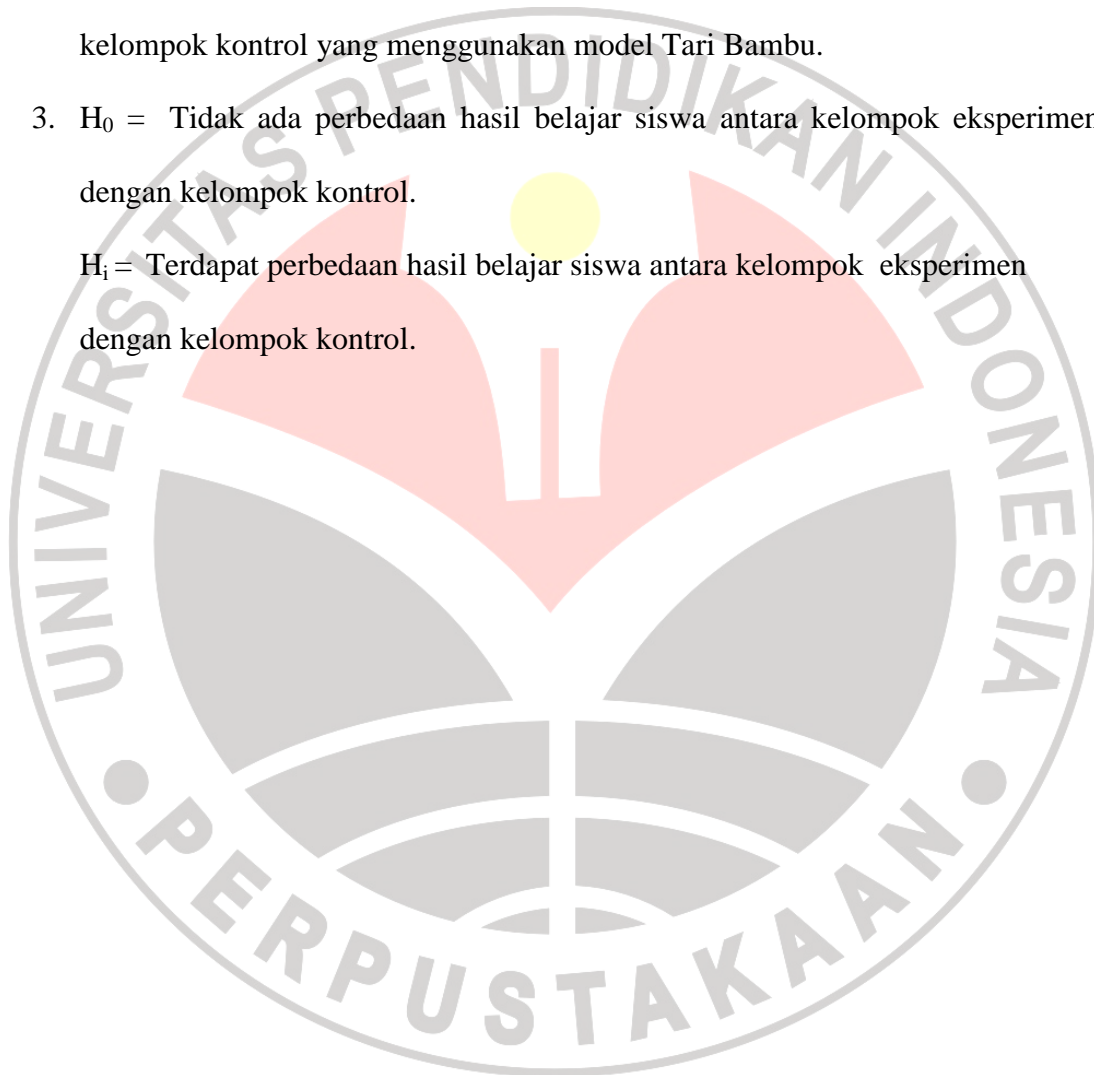 kelompok kontrol yang menggunakan model Tari Bambu.
3. H₀ = Tidak ada perbedaan hasil belajar siswa antara kelompok eksperimen
dengan kelompok kontrol.
Hᵢ = Terdapat perbedaan hasil belajar siswa antara kelompok eksperimen
dengan kelompok kontrol.
UNIVERSITAS PENDIDIKAN INDONESIA
PERPUSTAKAAN